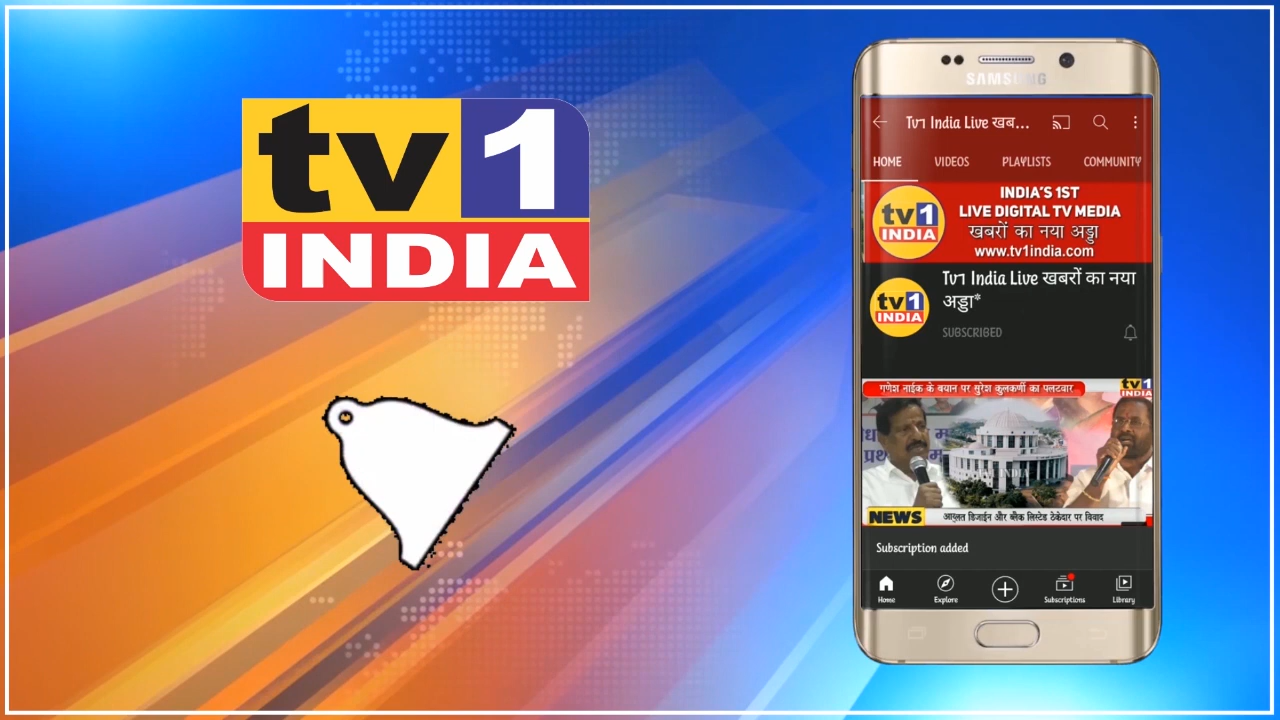 tv1
INDIA
SAMSUNG
Tv1 India Live खब...
HOME VIDEOS PLAYLISTS COMMUNITY
tv1
INDIA
INDIA'S 1ST
LIVE DIGITAL TV MEDIA
खबरों का नया अड्डा
www.tv1india.com
tv1
INDIA
Tv1 India Live खबरों का नया
अड्डा*
SUBSCRIBED
गणेश नाईक के बयान पर सुरेश कुलकर्णी का पलटवार
tv1
INDIA
NEWS
डिजाईन और ब्लैक लिस्टेड ठेकेदार पर विवाद
Subscription added
Home Explore Subscriptions Library